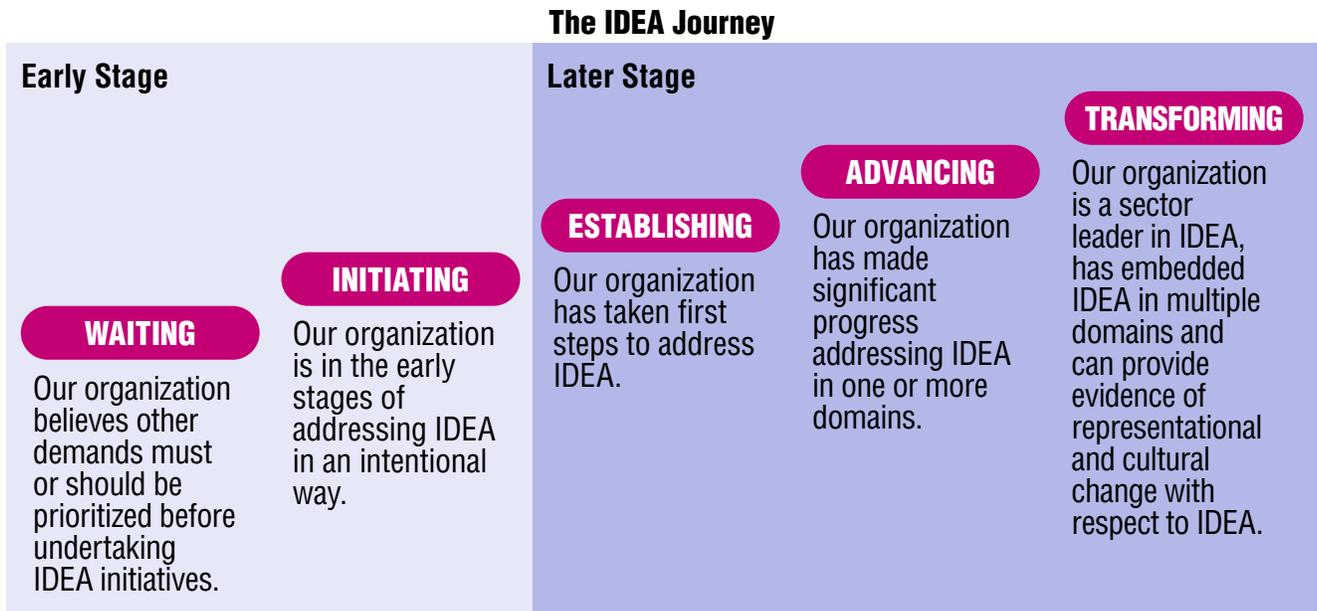 The IDEA Journey
Early Stage
WAITING
Our organization
believes other
demands must
or should be
prioritized before
undertaking
IDEA initiatives.
INITIATING
Our organization
is in the early
stages of
addressing IDEA
in an intentional
way.
Later Stage
ESTABLISHING
Our organization
has taken first
steps to address
IDEA.
ADVANCING
Our organization
has made
significant
progress
addressing IDEA
in one or more
domains.
TRANSFORMING
Our organization
is a sector
leader in IDEA,
has embedded
IDEA in multiple
domains and
can provide
evidence of
representational
and cultural
change with
respect to IDEA.